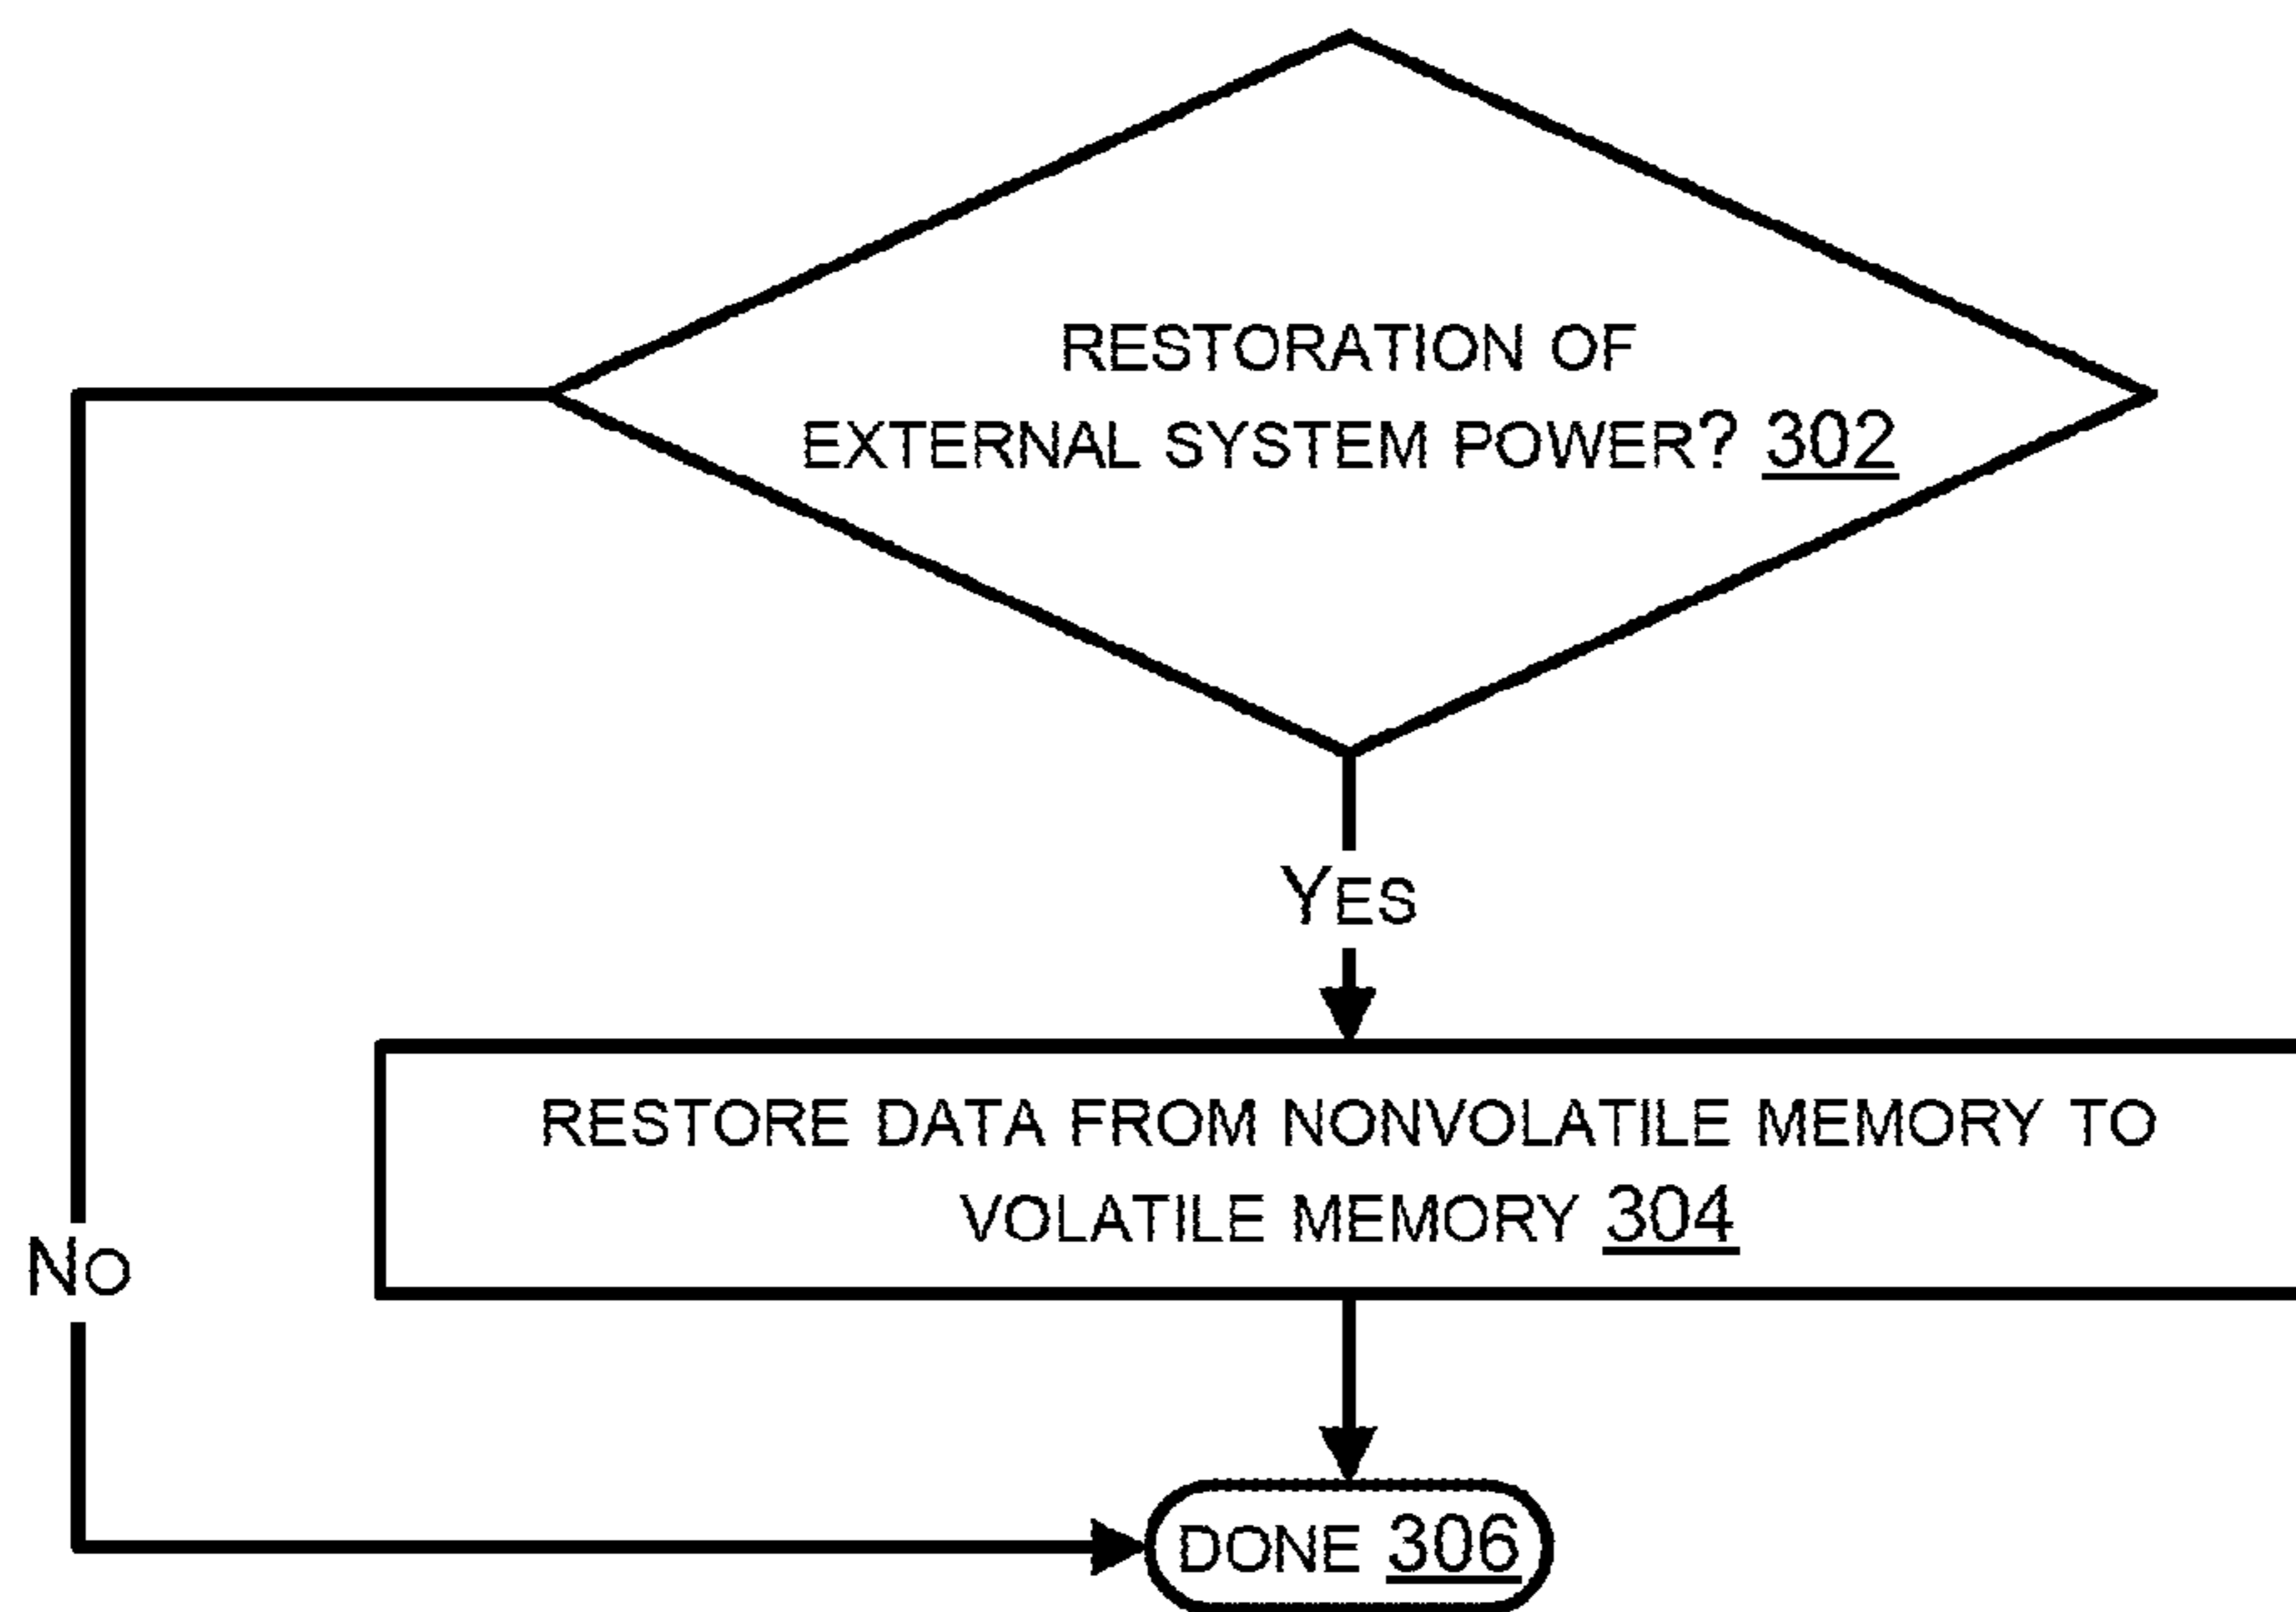 RESTORATION OF
EXTERNAL SYSTEM POWER? 302
YES
RESTORE DATA FROM NONVOLATILE MEMORY TO
VOLATILE MEMORY 304
NO
DONE 306